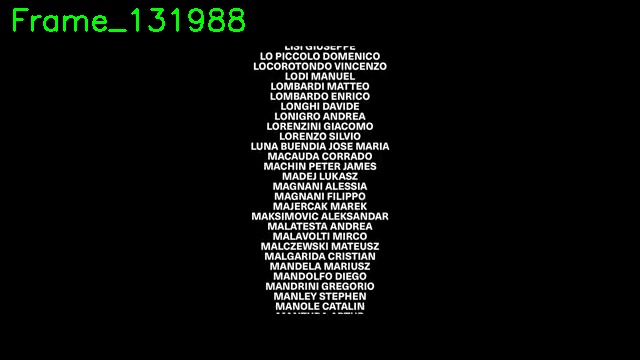 Frame_131988
LISI GIUSEPPE
LO PICCOLO DOMENICO
LOCOROTONDO VINCENZO
LODI MANUEL
LOMBARDI MATTEO
LOMBARDO ENRICO
LONGHI DAVIDE
LONIGRO ANDREA
LORENZINI GIACOMO
LORENZO SILVIO
LUNA BUENDIA JOSE MARIA
MACAUDA CORRADO
MACHIN PETER JAMES
MADEJ LUKASZ
MAGNANI ALESSIA
MAGNANI FILIPPO
MAJERCAK MAREK
MAKSIMOVIC ALEKSANDAR
MALATESTA ANDREA
MALAVOLTI MIRCO
MALCZEWSKI MATEUSZ
MALGARIDA CRISTIAN
MANDELA MARIUSZ
MANDOLFO DIEGO
MANDRINI GREGORIO
MANLEY STEPHEN
MANOLE CATALIN